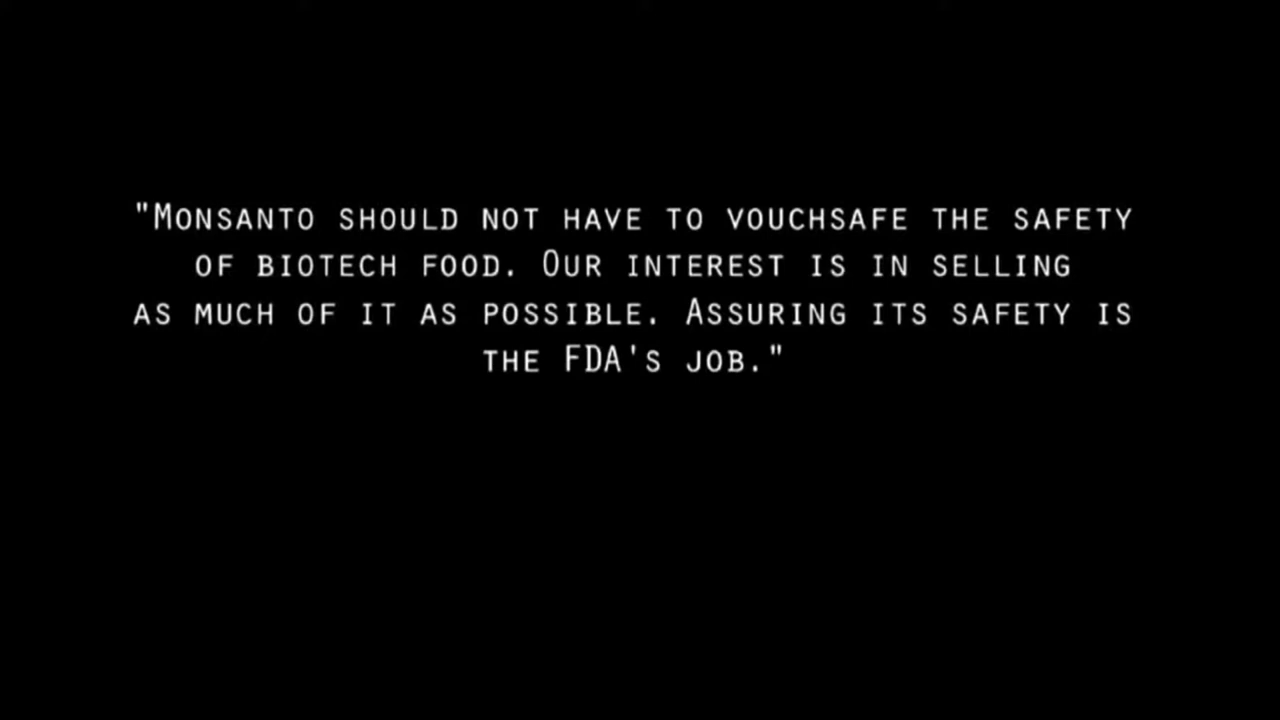 "Monsanto should not have to vouchsafe the safety
of biotech food. Our interest is in selling
as much of it as possible. Assuring its safety is
the FDA's job."